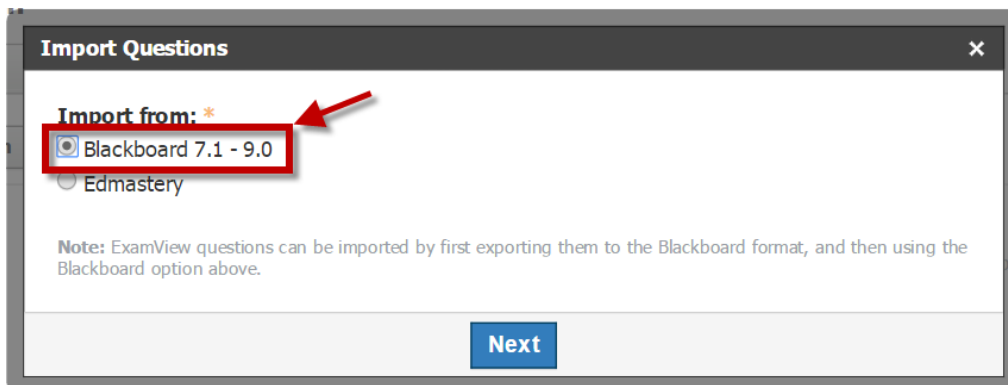 Import Questions ×
Import from: *
Blackboard 7.1 - 9.0
Edmastery
Note: ExamView questions can be imported by first exporting them to the Blackboard format, and then using the
Blackboard option above.
Next